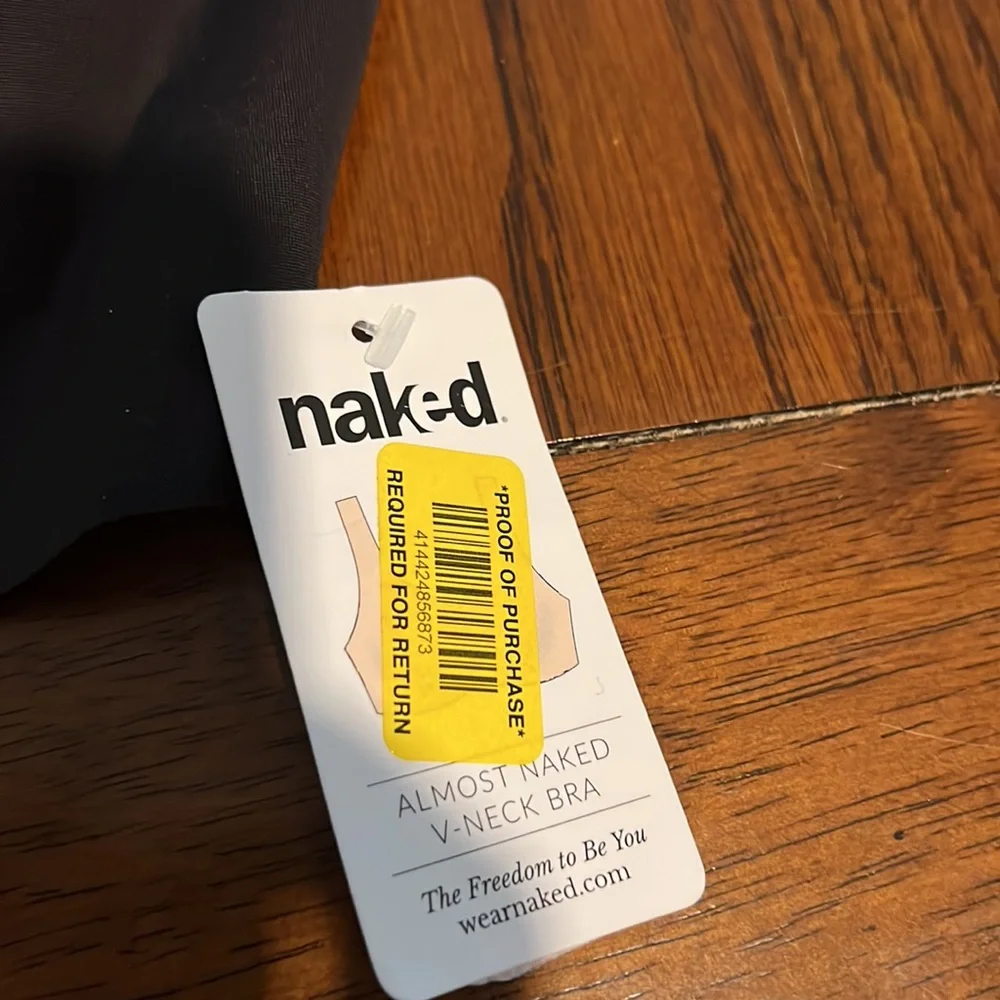 naked®
*PROOF OF PURCHASE*
414424856873
REQUIRED FOR RETURN
ALMOST NAKED
V-NECK BRA
The Freedom to Be You
wearnaked.com